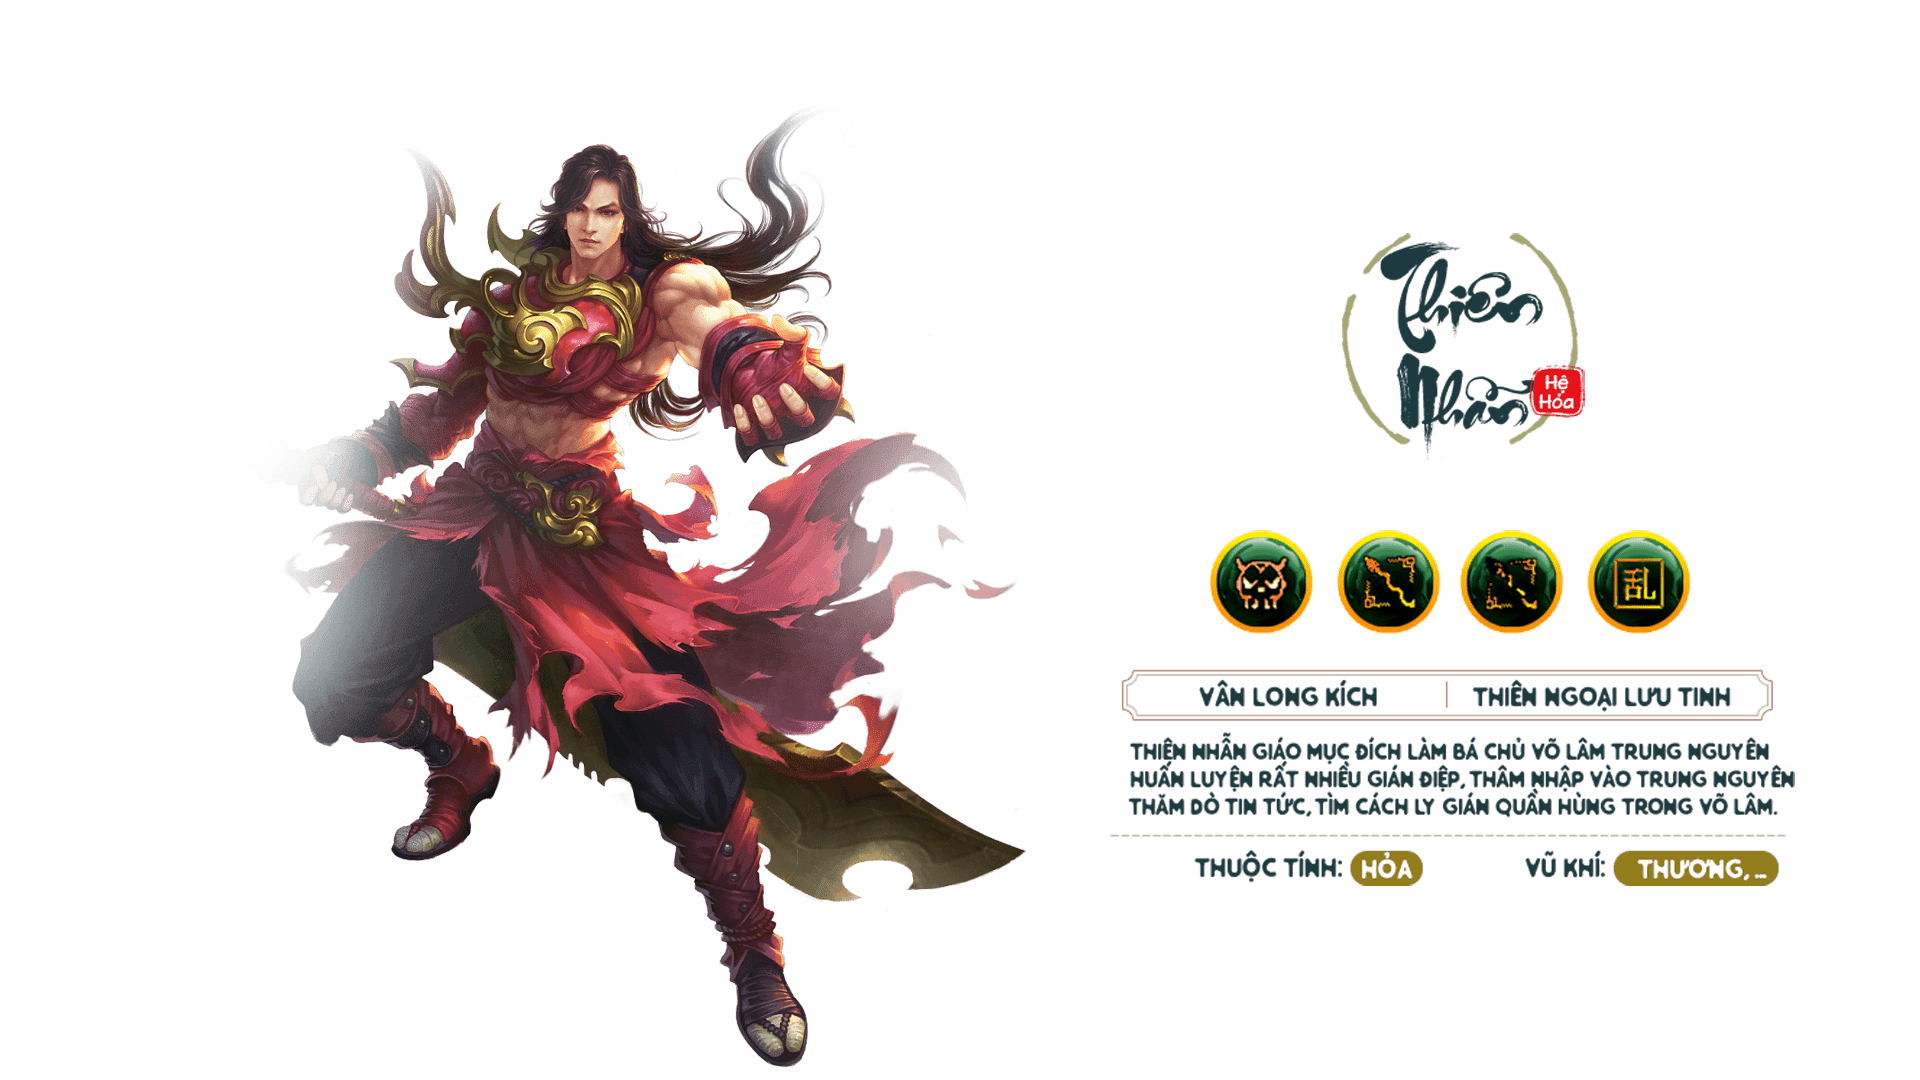 Thiên
Nhẫn
Hệ
Hỏa
乱
VÂN LONG KÍCH
THIÊN NGOẠI LƯU TINH
THIÊN NHẪN GIÁO MỤC ĐÍCH LÀM BÁ CHỦ VÕ LÂM TRUNG NGUYÊN
HUẤN LUYỆN RẤT NHIỀU GIÁN ĐIỆP, THÂM NHẬP VÀO TRUNG NGUYÊN
THĂM DÒ TIN TỨC, TÌM CÁCH LY GIÁN QUẦN HÙNG TRONG VÕ LÂM.
THUỘC TÍNH: HỎA
VŨ KHÍ: THƯƠNG, ...